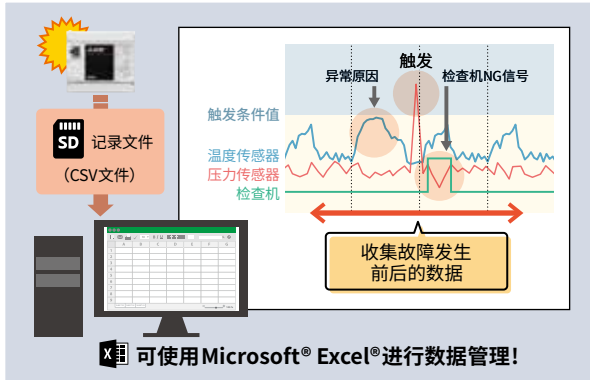 触发
异常原因
检查机NG信号
触发条件值
SD
记录文件
（CSV文件）
温度传感器
压力传感器
检查机
收集故障发生
前后的数据
X
可使用Microsoft® Excel®进行数据管理！